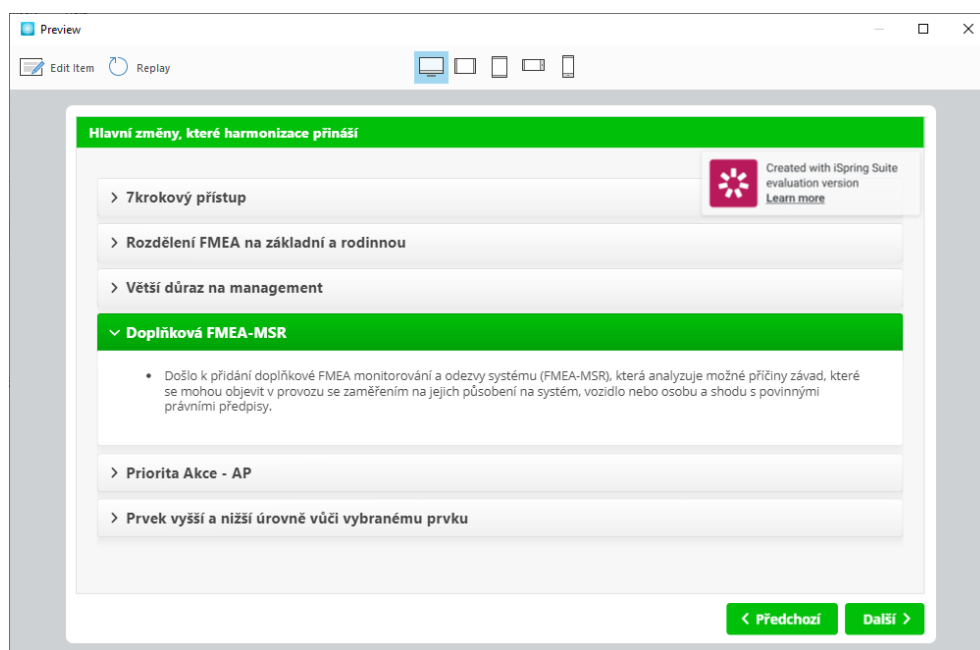 Preview
Edit Item
Replay
Hlavní změny, které harmonizace přináší
Created with iSpring Suite
evaluation version
Learn more
7krokový přístup
Rozdělení FMEA na základní a rodinnou
Větší důraz na management
Doplňková FMEA-MSR
• Došlo k přidání doplňkové FMEA monitorování a odezvy systému (FMEA-MSR), která analyzuje možné příčiny závad, které
se mohou objevit v provozu se zaměřením na jejich působení na systém, vozidlo nebo osobu a shodu s povinnými
právními předpisy.
Priorita Akce - AP
Prvek vyšší a nižší úrovně vůči vybranému prvku
Předchozí
Další